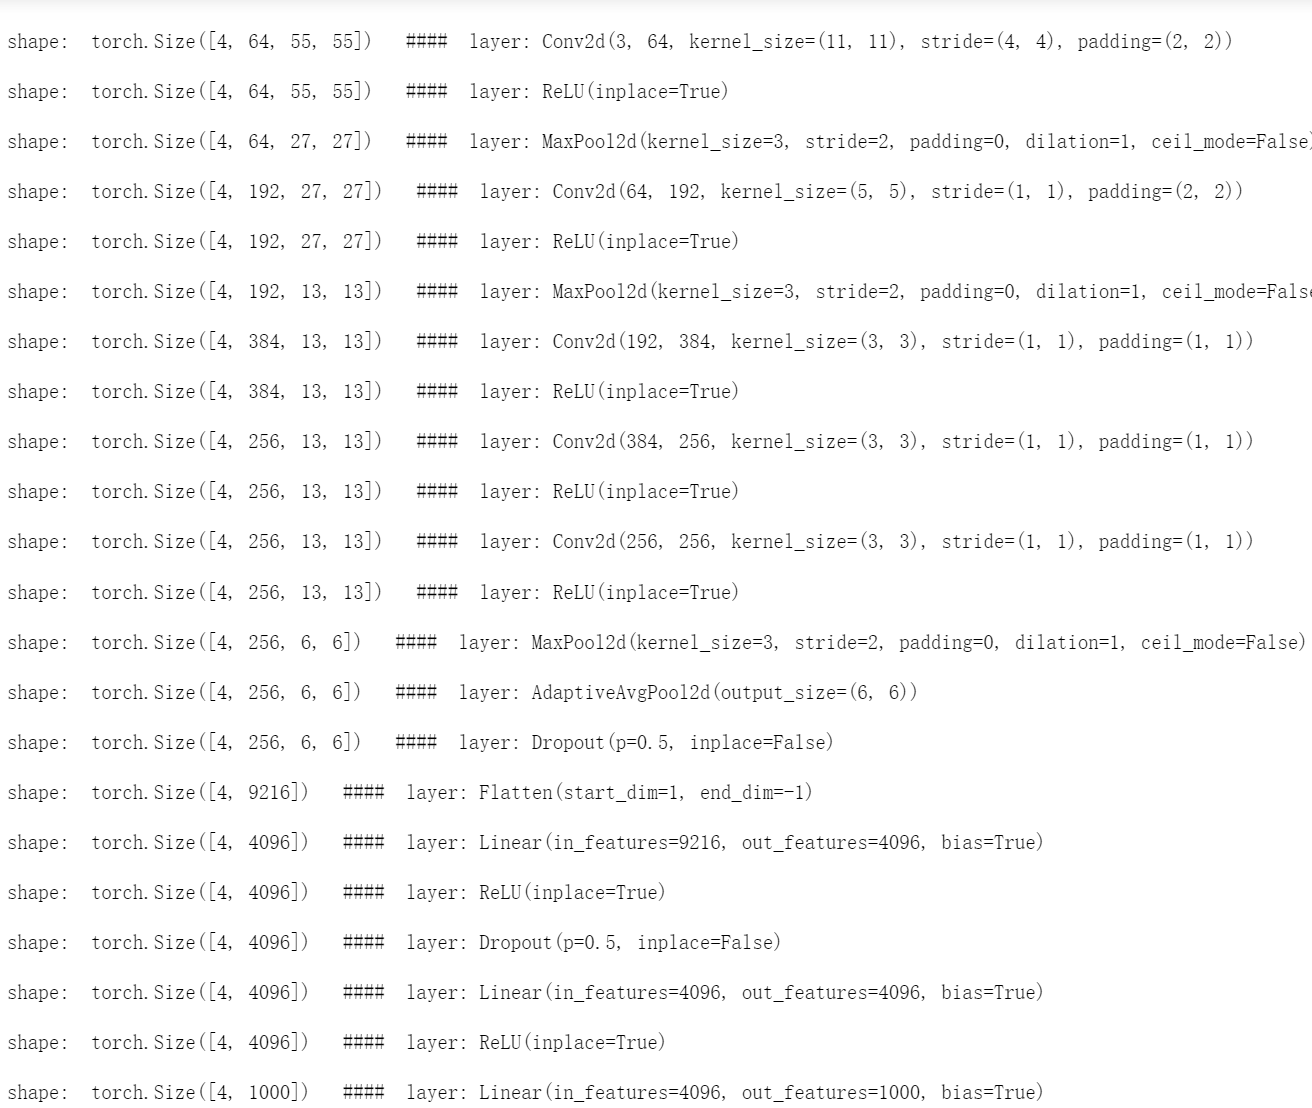 shape:  torch.Size([4, 64, 55, 55])   ####  layer: Conv2d(3, 64, kernel_size=(11, 11), stride=(4, 4), padding=(2, 2))
shape:  torch.Size([4, 64, 55, 55])   ####  layer: ReLU(inplace=True)
shape:  torch.Size([4, 64, 27, 27])   ####  layer: MaxPool2d(kernel_size=3, stride=2, padding=0, dilation=1, ceil_mode=False)
shape:  torch.Size([4, 192, 27, 27])   ####  layer: Conv2d(64, 192, kernel_size=(5, 5), stride=(1, 1), padding=(2, 2))
shape:  torch.Size([4, 192, 27, 27])   ####  layer: ReLU(inplace=True)
shape:  torch.Size([4, 192, 13, 13])   ####  layer: MaxPool2d(kernel_size=3, stride=2, padding=0, dilation=1, ceil_mode=False
shape:  torch.Size([4, 384, 13, 13])   ####  layer: Conv2d(192, 384, kernel_size=(3, 3), stride=(1, 1), padding=(1, 1))
shape:  torch.Size([4, 384, 13, 13])   ####  layer: ReLU(inplace=True)
shape:  torch.Size([4, 256, 13, 13])   ####  layer: Conv2d(384, 256, kernel_size=(3, 3), stride=(1, 1), padding=(1, 1))
shape:  torch.Size([4, 256, 13, 13])   ####  layer: ReLU(inplace=True)
shape:  torch.Size([4, 256, 13, 13])   ####  layer: Conv2d(256, 256, kernel_size=(3, 3), stride=(1, 1), padding=(1, 1))
shape:  torch.Size([4, 256, 13, 13])   ####  layer: ReLU(inplace=True)
shape:  torch.Size([4, 256, 6, 6])   ####  layer: MaxPool2d(kernel_size=3, stride=2, padding=0, dilation=1, ceil_mode=False)
shape:  torch.Size([4, 256, 6, 6])   ####  layer: AdaptiveAvgPool2d(output_size=(6, 6))
shape:  torch.Size([4, 256, 6, 6])   ####  layer: Dropout(p=0.5, inplace=False)
shape:  torch.Size([4, 9216])   ####  layer: Flatten(start_dim=1, end_dim=-1)
shape:  torch.Size([4, 4096])   ####  layer: Linear(in_features=9216, out_features=4096, bias=True)
shape:  torch.Size([4, 4096])   ####  layer: ReLU(inplace=True)
shape:  torch.Size([4, 4096])   ####  layer: Dropout(p=0.5, inplace=False)
shape:  torch.Size([4, 4096])   ####  layer: Linear(in_features=4096, out_features=4096, bias=True)
shape:  torch.Size([4, 4096])   ####  layer: ReLU(inplace=True)
shape:  torch.Size([4, 1000])   ####  layer: Linear(in_features=4096, out_features=1000, bias=True)